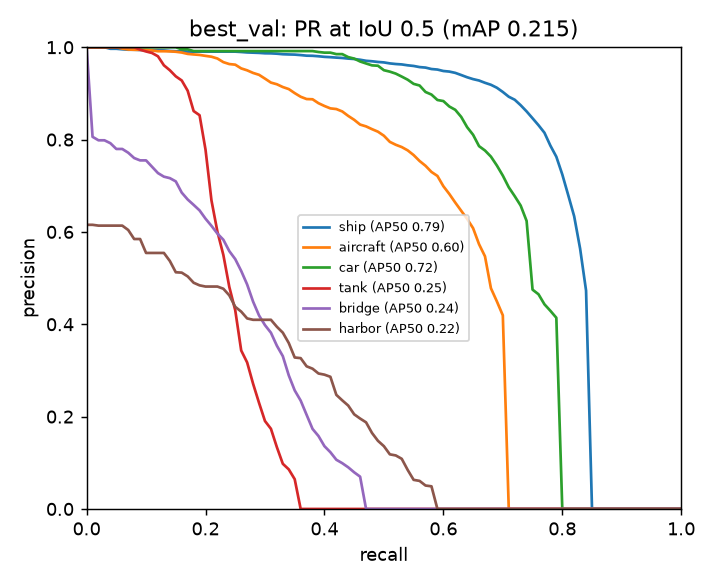 best_val: PR at IoU 0.5 (mAP 0.215)
1.0
0.8
0.6
0.4
0.2
0.0
precision
ship (AP50 0.79)
aircraft (AP50 0.60)
car (AP50 0.72)
tank (AP50 0.25)
bridge (AP50 0.24)
harbor (AP50 0.22)
0.0 0.2 0.4 0.6 0.8 1.0
recall